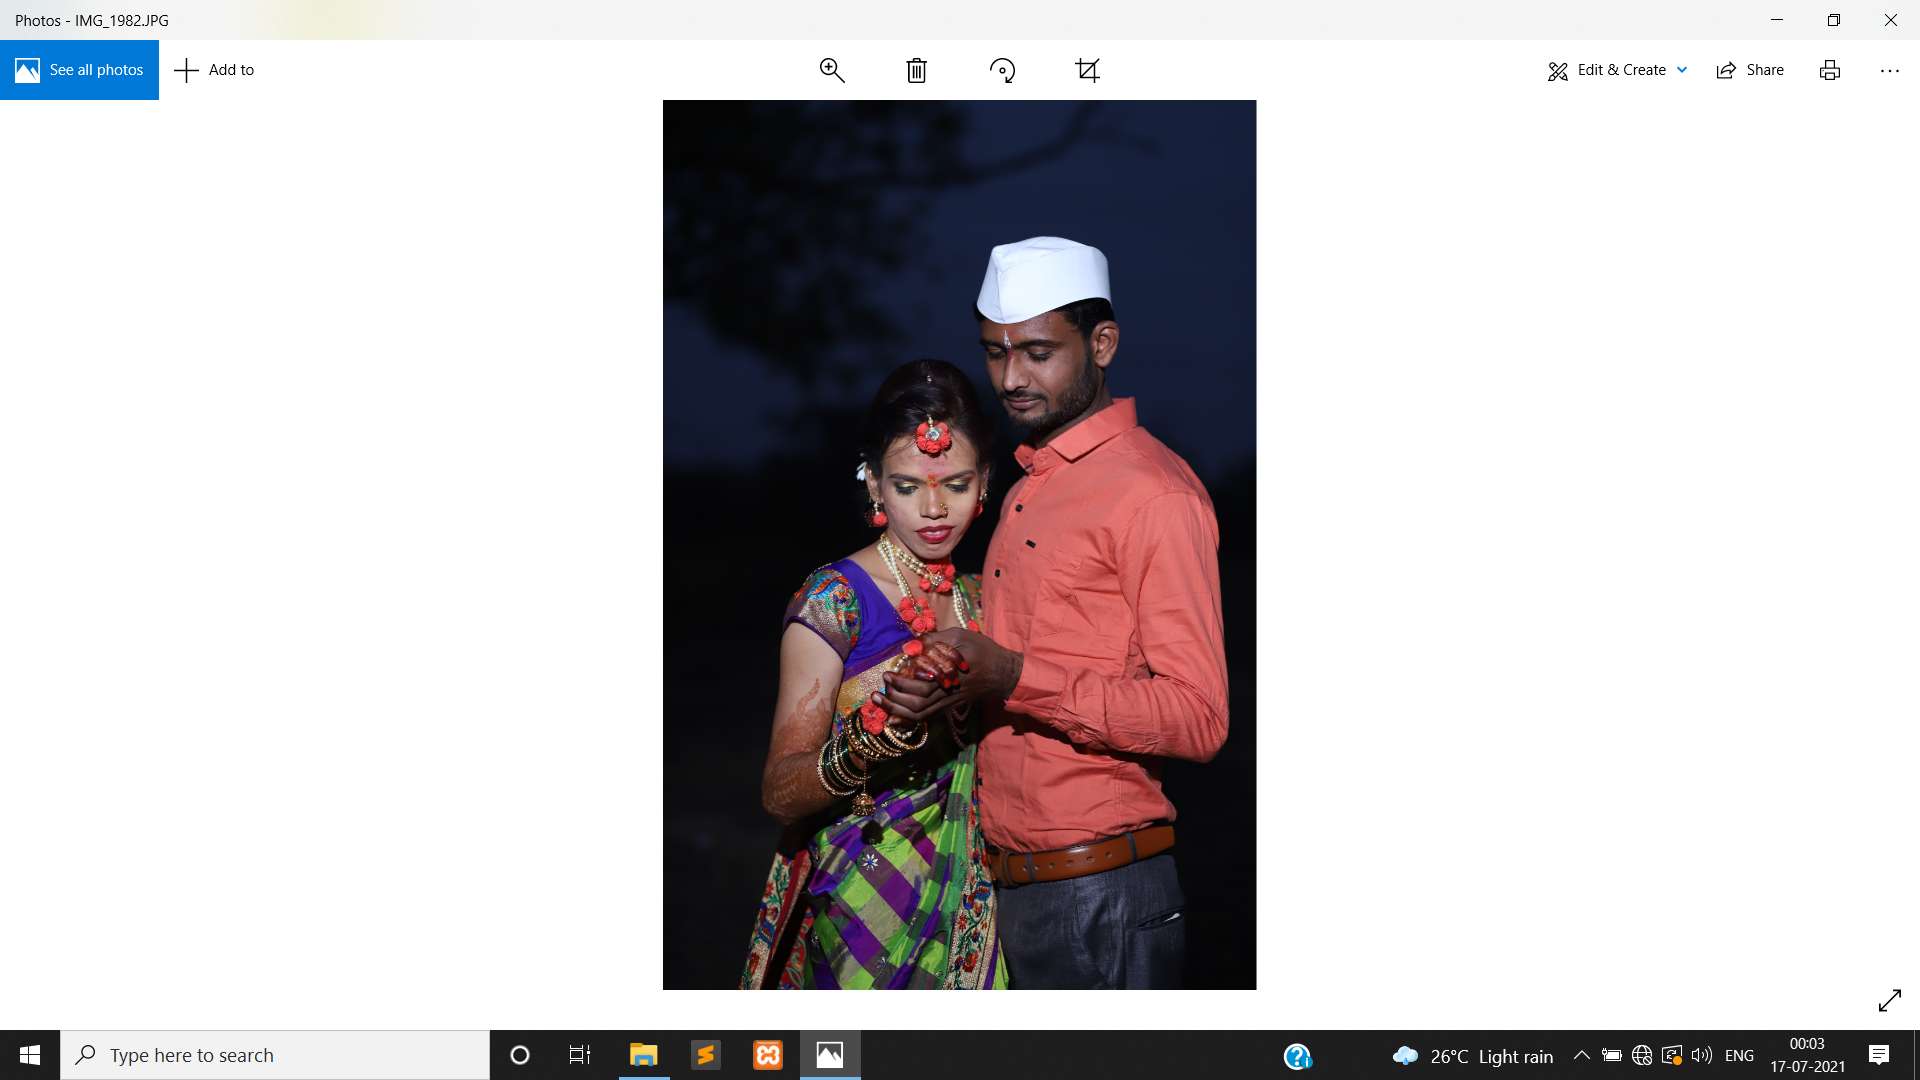 Photos - IMG_1982.JPG
See all photos
Add to
Edit & Create
Share
Type here to search
26°C Light rain
ENG
00:03
17-07-2021